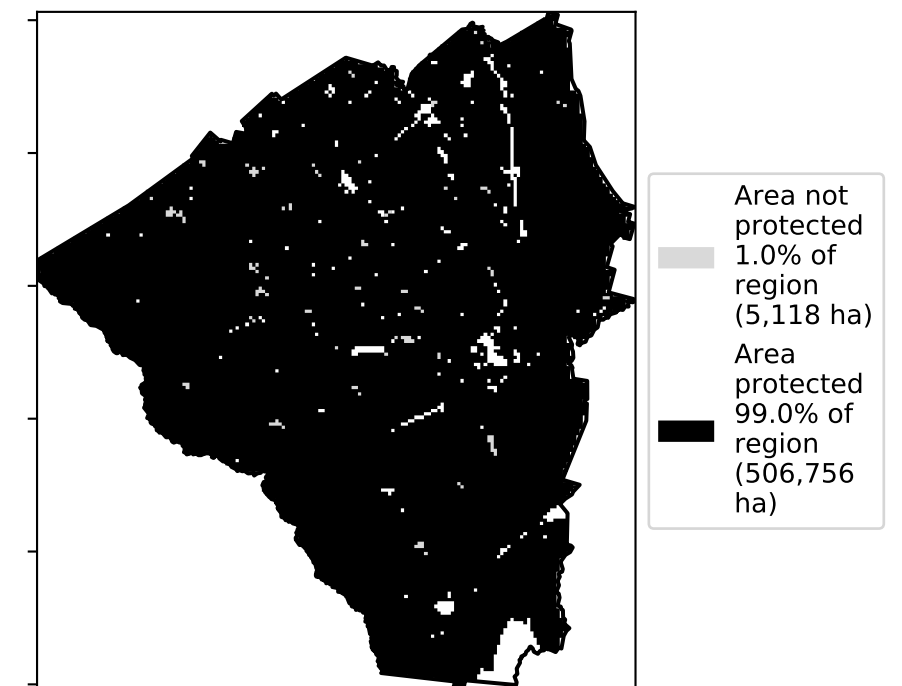 Area not
protected
1.0% of
region
(5,118 ha)
Area
protected
99.0% of
region
(506,756
ha)